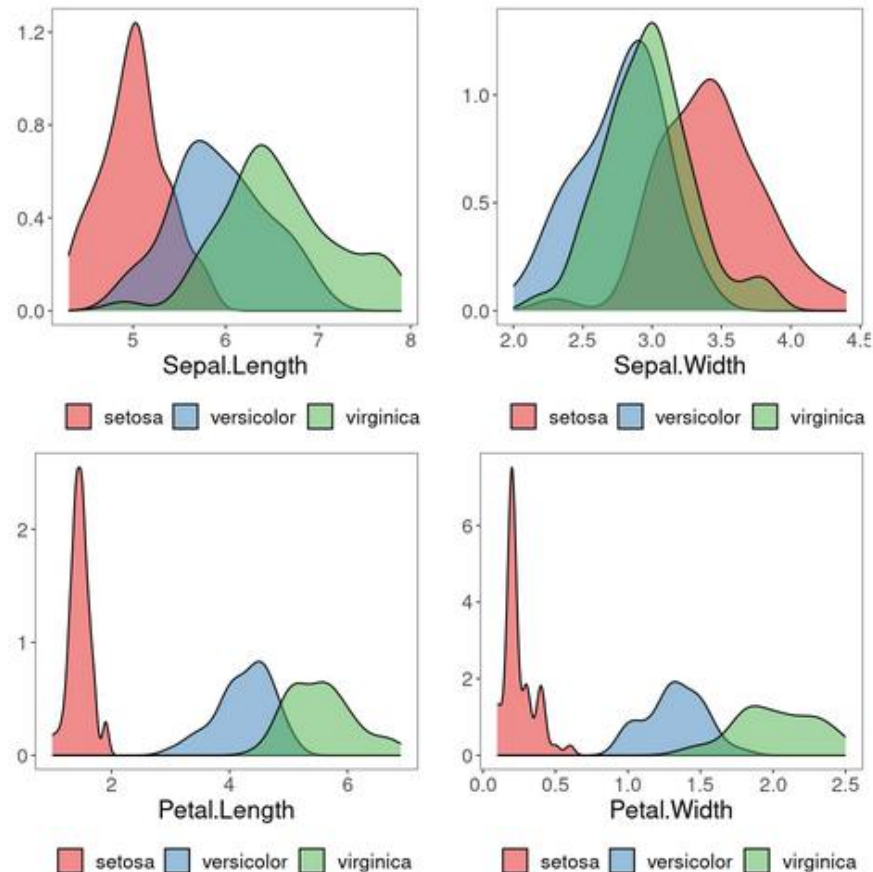 1.2
0.8
0.4
0.0
5 6 7 8
Sepal.Length
setosa versicolor virginica
1.0
0.5
0.0
2.0 2.5 3.0 3.5 4.0 4.5
Sepal.Width
setosa versicolor virginica
2
1
0
2 4 6
Petal.Length
setosa versicolor virginica
6
4
2
0
0.0 0.5 1.0 1.5 2.0 2.5
Petal.Width
setosa versicolor virginica